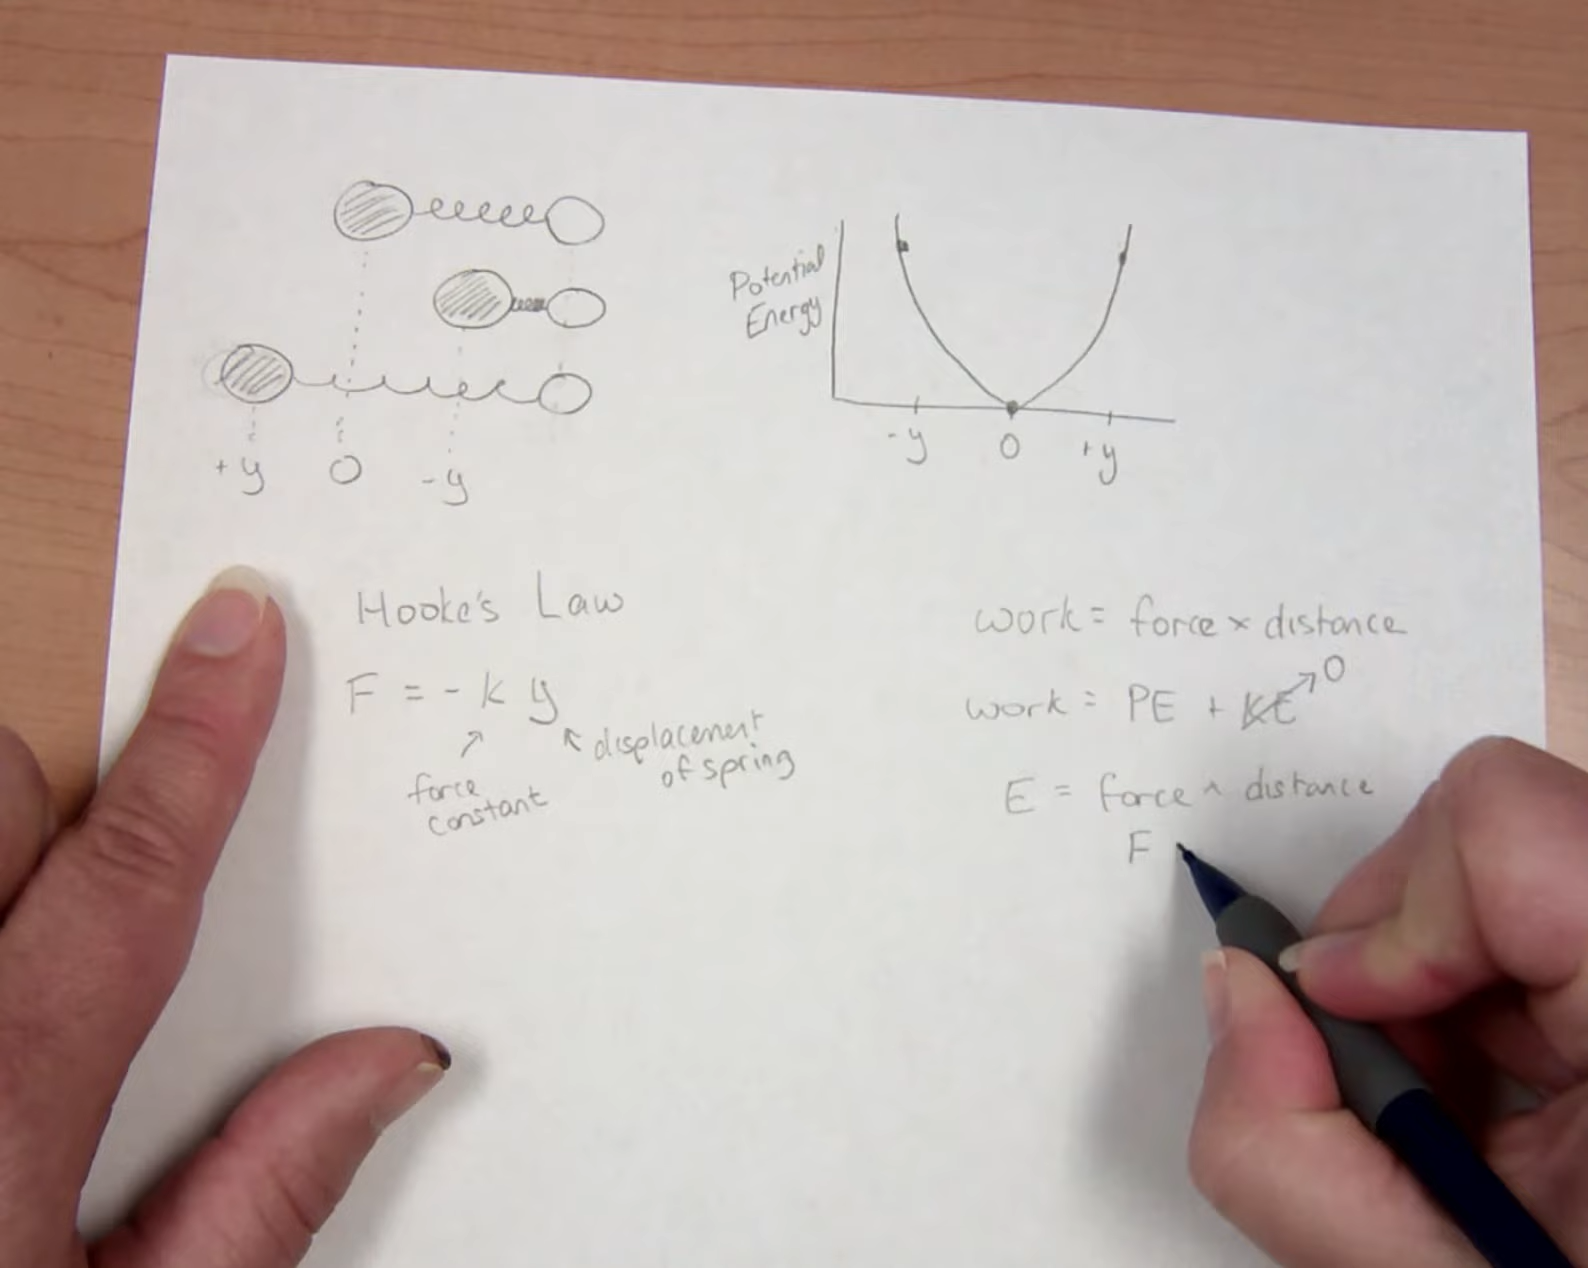 Potential
Energy
+y 0 -y
-y 0 +y
Hooke's Law
F = - k y
force
constant
displacement
of spring
work = force × distance
work = PE + KE 0
E = force × distance
F